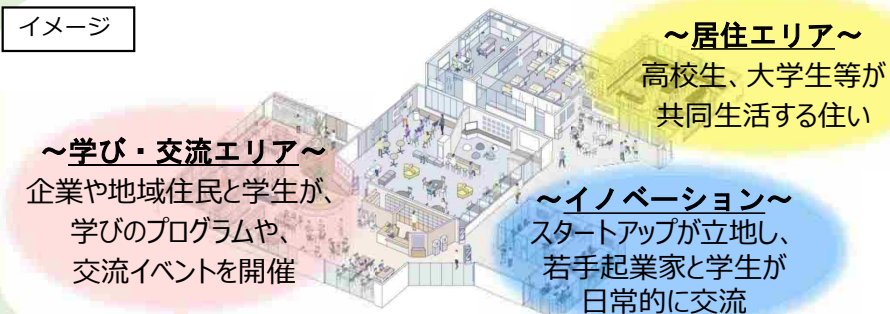 イメージ
～居住エリア～
高校生、大学生等が
共同生活する住い
～学び・交流エリア～
企業や地域住民と学生が、
学びのプログラムや、
交流イベントを開催
～イノベーション～
スタートアップが立地し、
若手起業家と学生が
日常的に交流